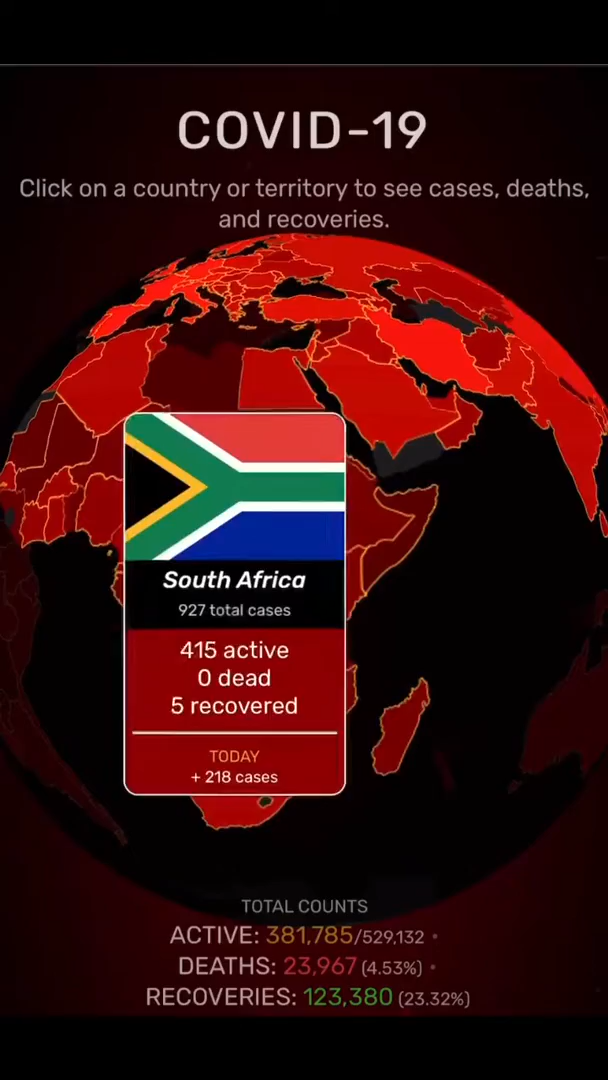 COVID-19
Click on a country or territory to see cases, deaths,
and recoveries.
South Africa
927 total cases
415 active
0 dead
5 recovered
TODAY
+ 218 cases
TOTAL COUNTS
ACTIVE: 381,785/529,132
DEATHS: 23,967 (4.53%)
RECOVERIES: 123,380 (23.32%)